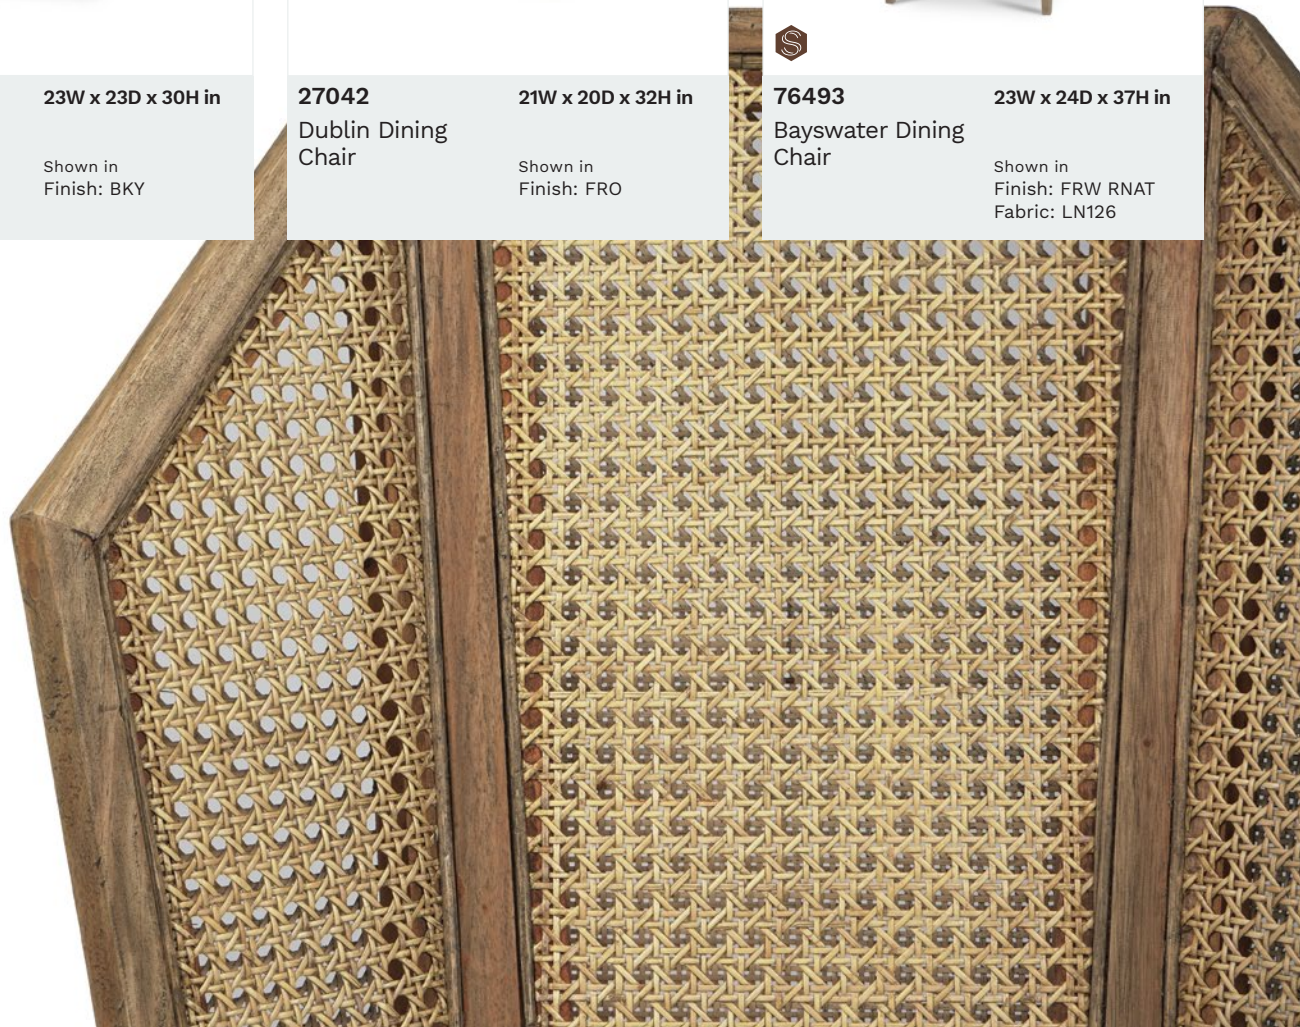 23W x 23D x 30H in
Shown in
Finish: BKY
27042
Dublin Dining
Chair
21W x 20D x 32H in
Shown in
Finish: FRO
S
76493
Bayswater Dining
Chair
23W x 24D x 37H in
Shown in
Finish: FRW RNAT
Fabric: LN126